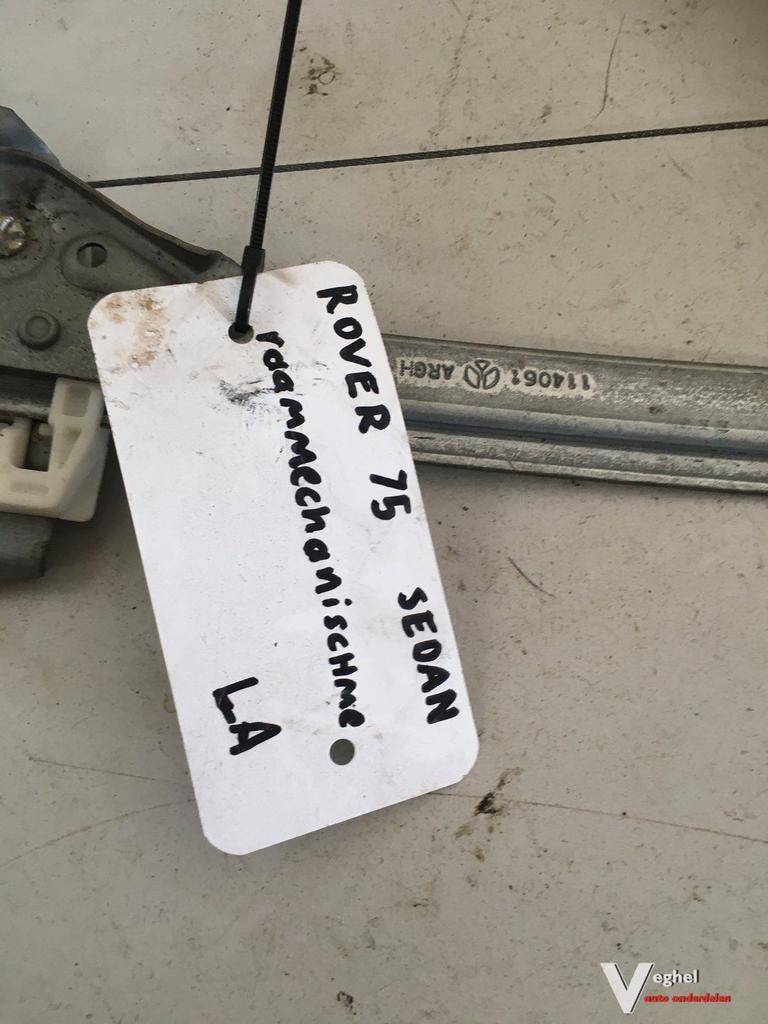 ROVER 75 SEDAN
raammechanischme
LA
114061 ARGH
Veghel
auto onderdelen